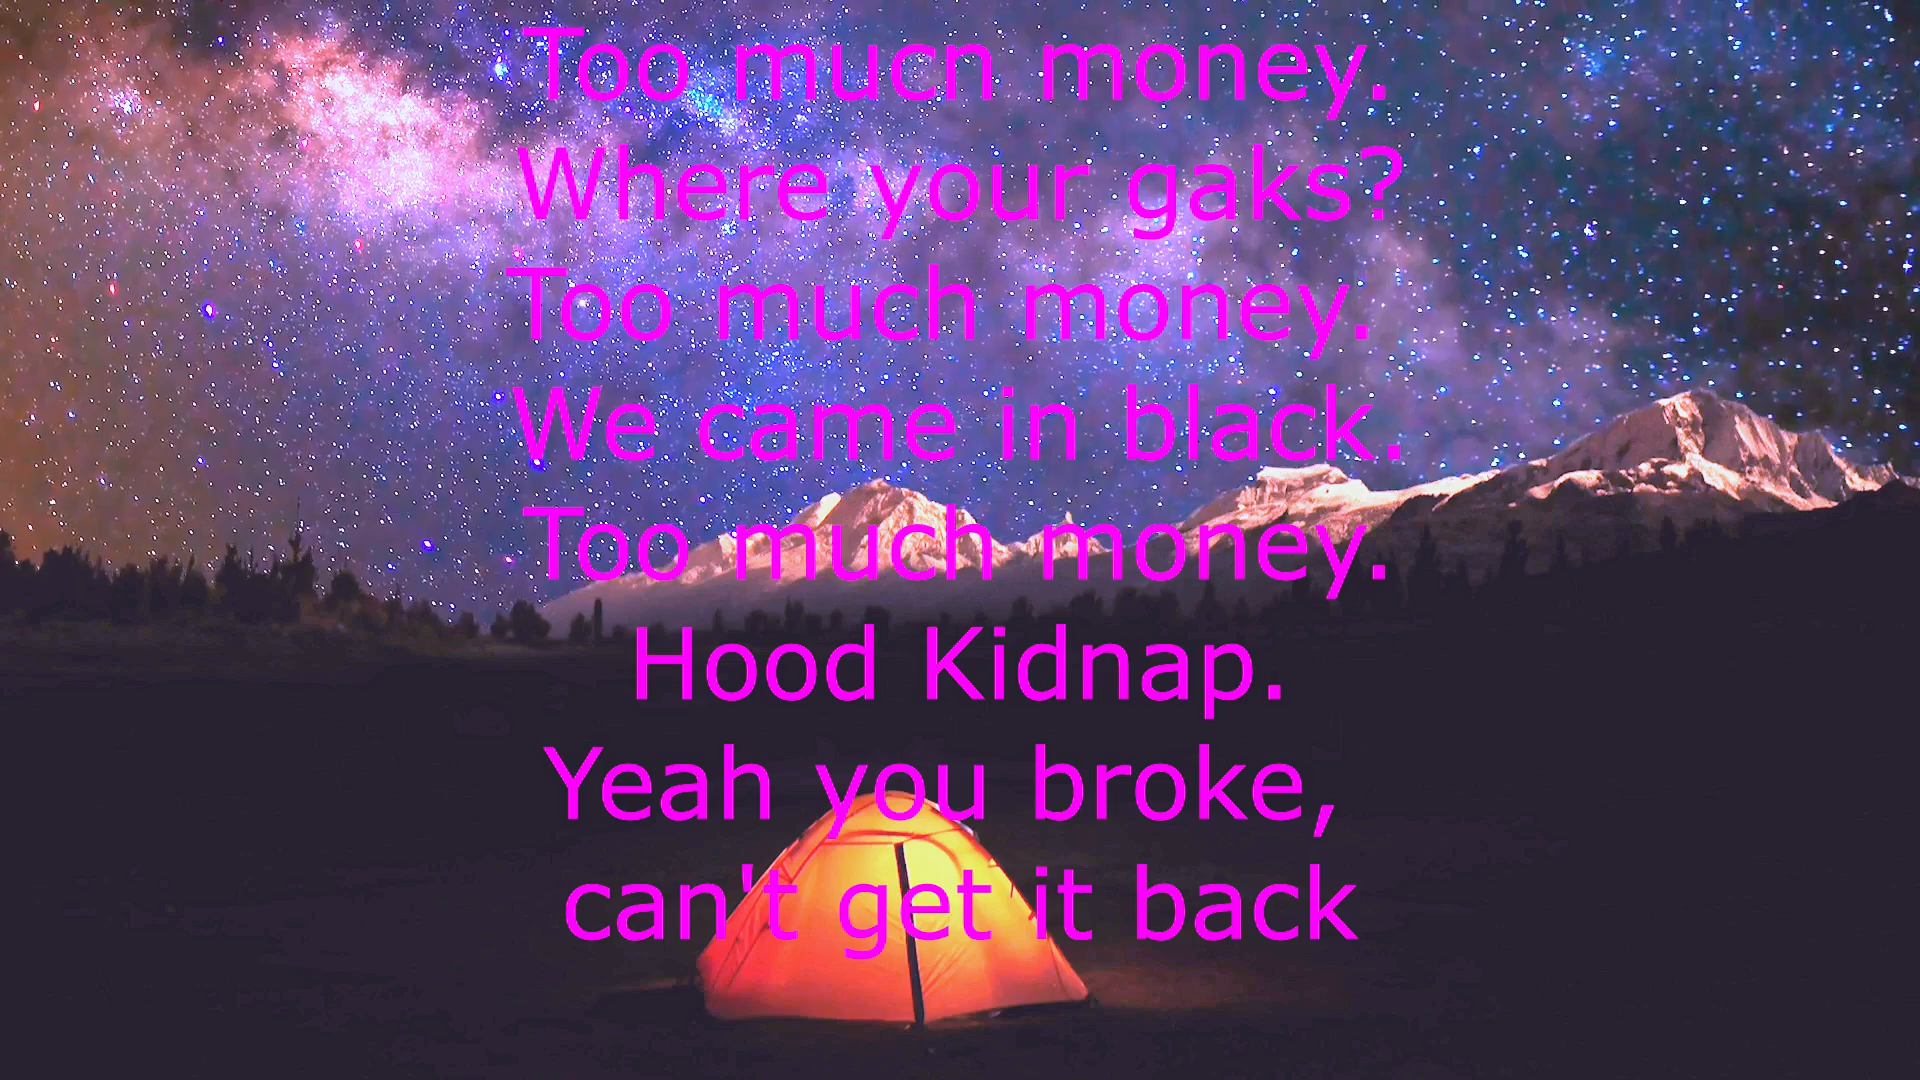 Too mucn money.
Where your gaks?
Too much money.
We came in black.
Too much money.
Hood Kidnap.
Yeah you broke,
can't get it back